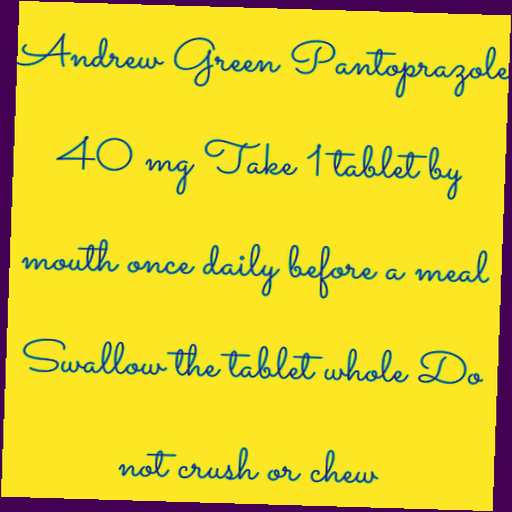 Andrew Green Pantoprazole
40 mg Take 1 tablet by
mouth once daily before a meal
Swallow the tablet whole Do
not crush or chew